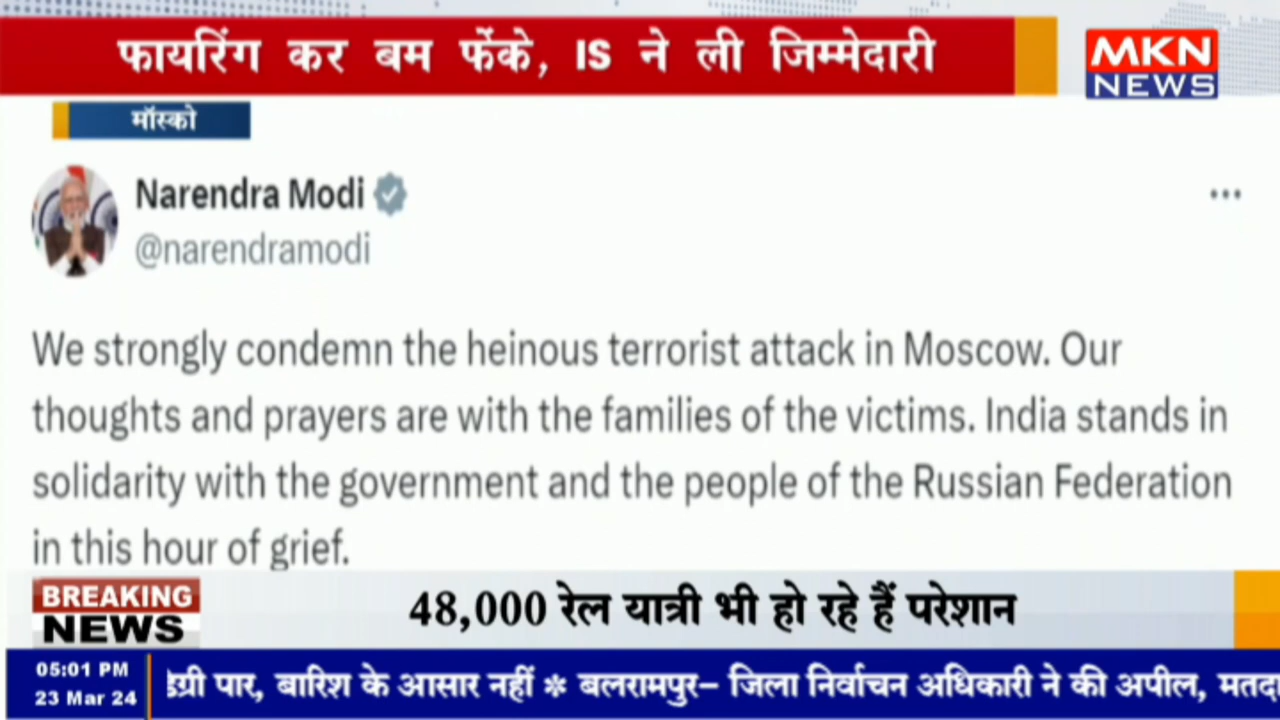 फायरिंग कर बम फेंके, IS ने ली जिम्मेदारी
MKN
NEWS
मॉस्को
Narendra Modi
@narendramodi
We strongly condemn the heinous terrorist attack in Moscow. Our
thoughts and prayers are with the families of the victims. India stands in
solidarity with the government and the people of the Russian Federation
in this hour of grief.
BREAKING
NEWS
48,000 रेल यात्री भी हो रहे हैं परेशान
05:01 PM
23 Mar 24
पार, बारिश के आसार नहीं * बलरामपुर– जिला निर्वाचन अधिकारी ने की अपील,